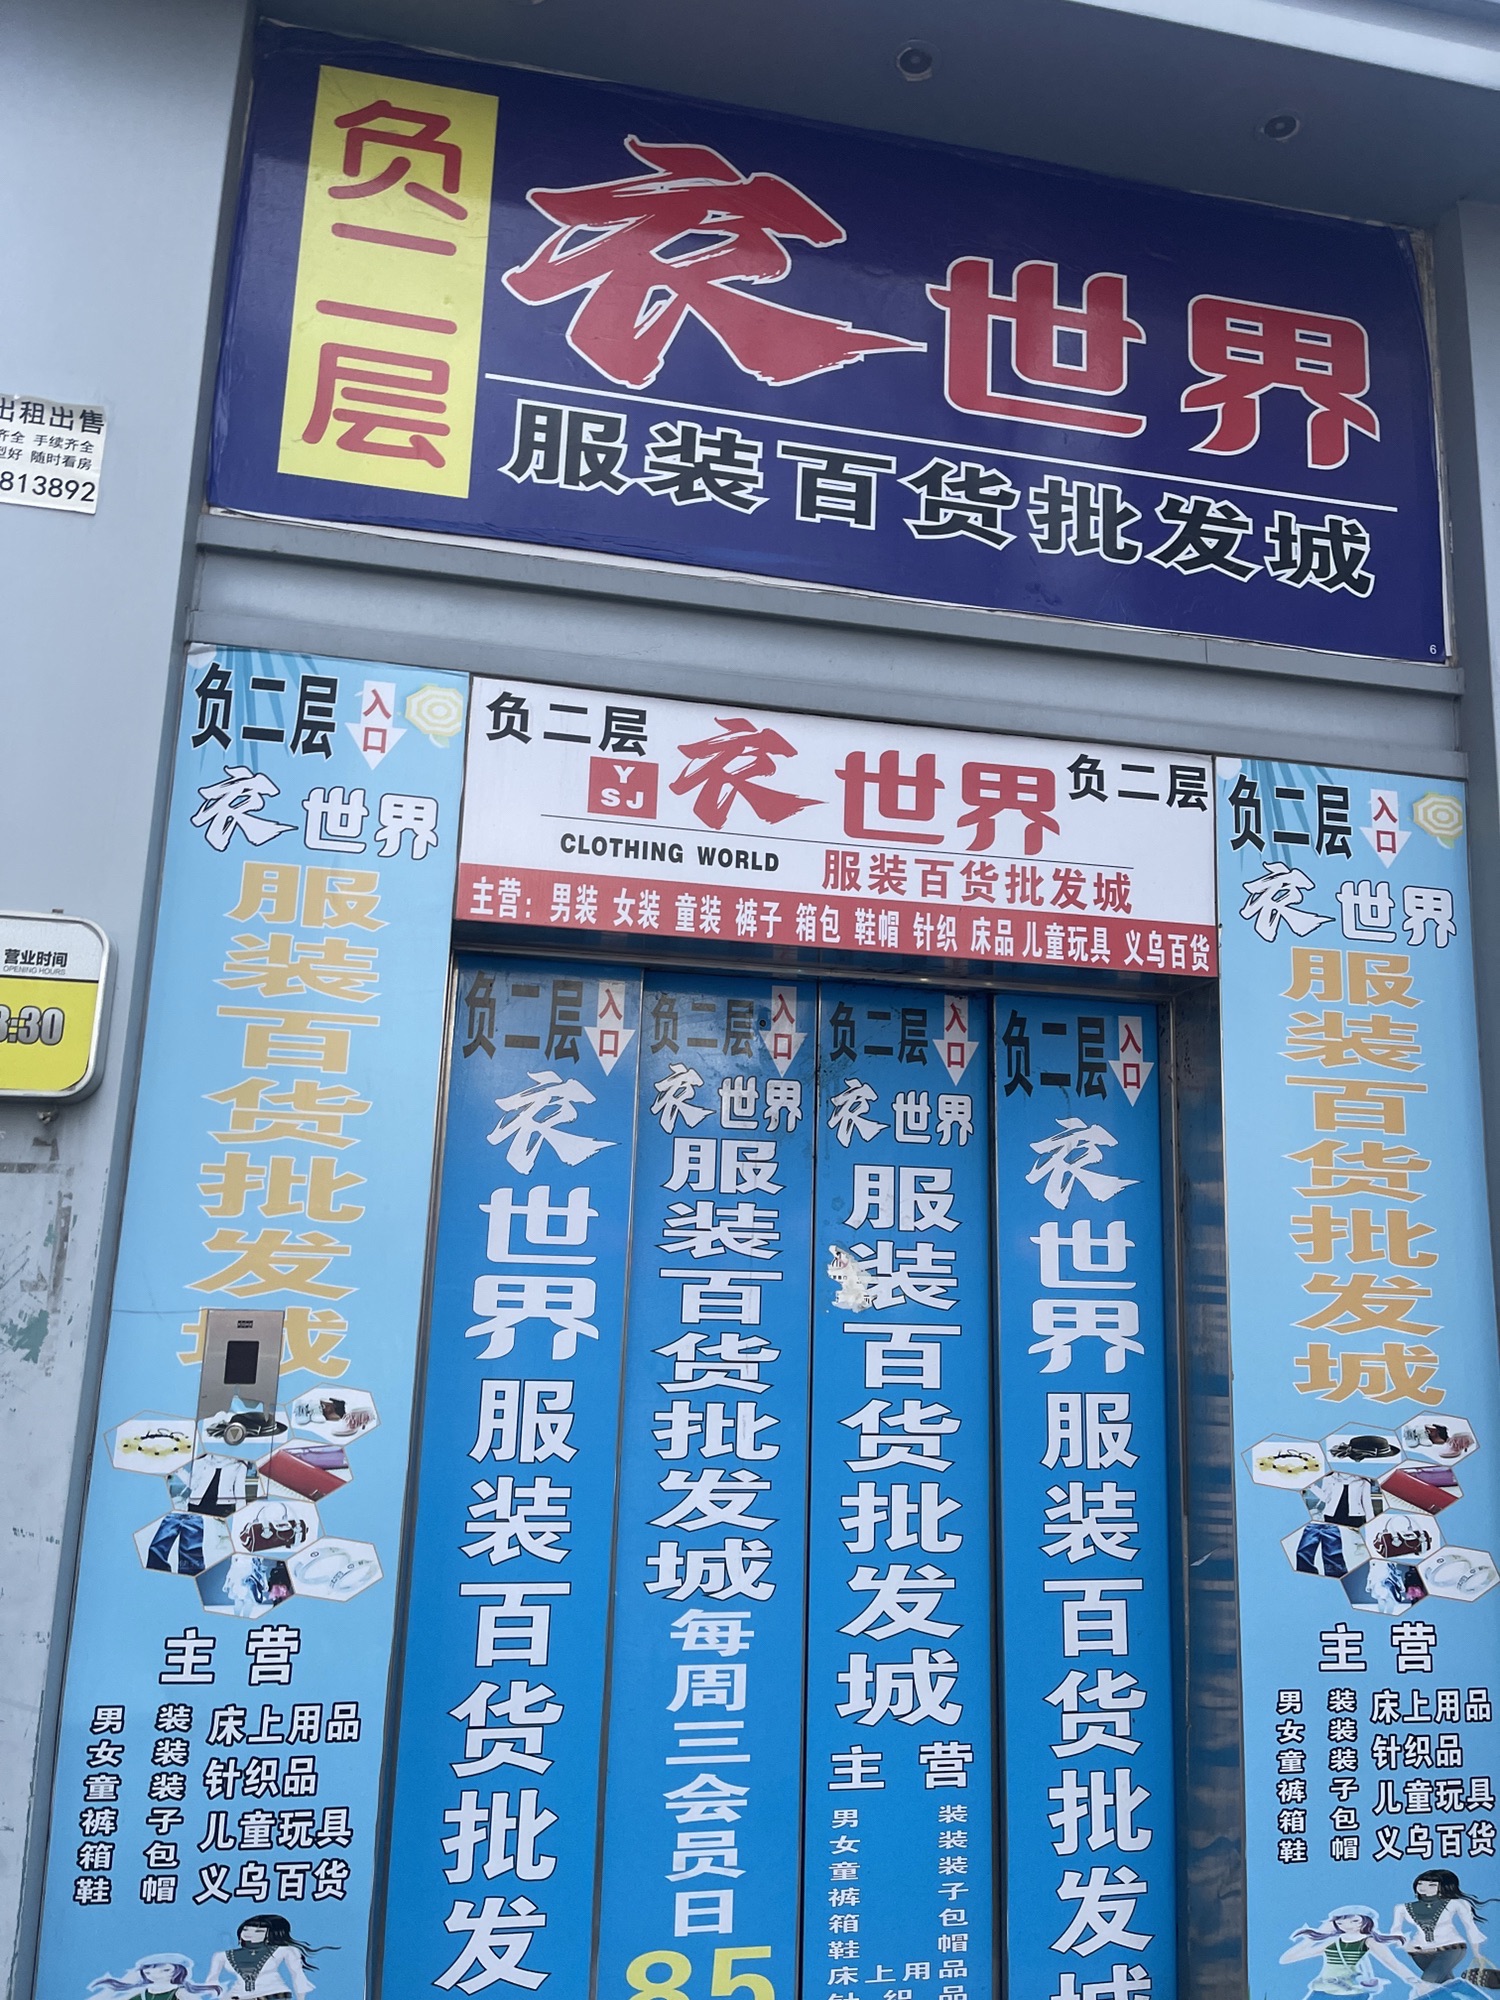 负二层
衣世界
服装百货批发城
6
出租出售
齐全 手续齐全
型好 随时看房
813892
营业时间
OPENING HOURS
:30
负二层 入口
衣世界
服装百货批发城
主营
男装 床上用品
女装 针织品
童装
裤子 儿童玩具
箱包
鞋帽 义乌百货
负二层
YSJ
衣世界
负二层
CLOTHING WORLD
服装百货批发城
主营：男装 女装 童装 裤子 箱包 鞋帽 针织 床品 儿童玩具 义乌百货
负二层 入口
衣世界
服装百货批发
负二层 入口
衣世界
服装百货批发城
每周三会员日
85
负二层 入口
衣世界
服装百货批发城
主营
男装
女装
童装
裤子
箱包
鞋帽
床上用品
针织品
负二层 入口
衣世界
服装百货批发城
负二层 入口
衣世界
服装百货批发城
主营
男装 床上用品
女装 针织品
童装
裤子 儿童玩具
箱包
鞋帽 义乌百货